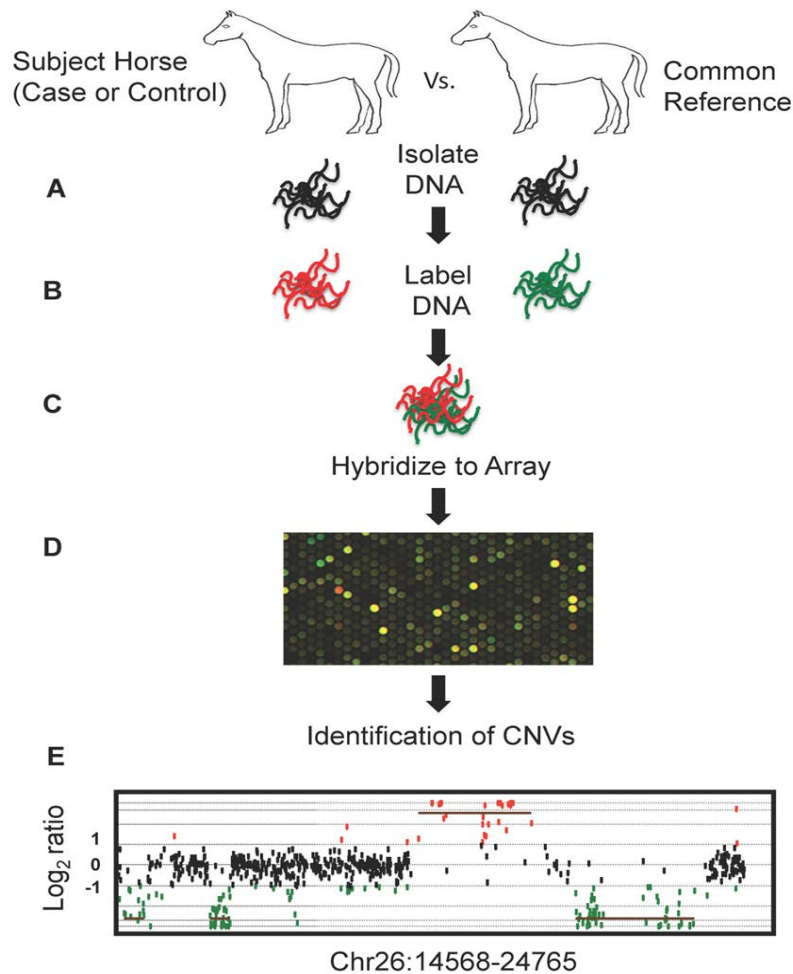 Subject Horse
(Case or Control)
Vs.
Common
Reference
A
Isolate
DNA
B
Label
DNA
C
Hybridize to Array
D
Identification of CNVs
E
Log₂ ratio
1
0
-1
Chr26:14568-24765